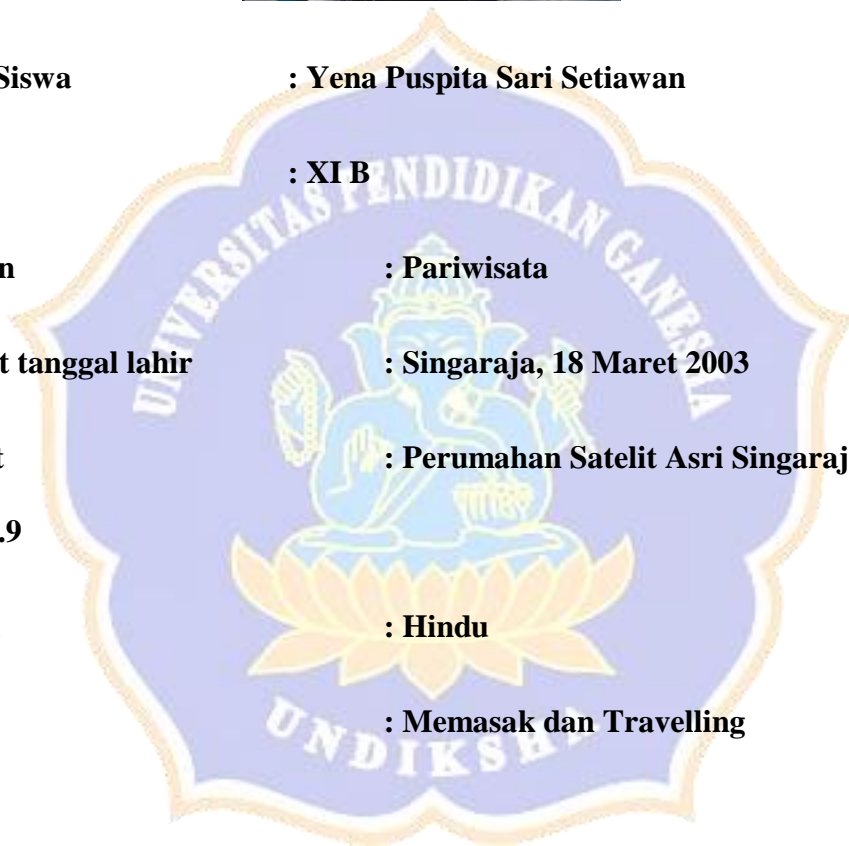 Siswa : Yena Puspita Sari Setiawan
: XI B
UNIVERSITAS PENDIDIKAN GANESHA
n : Pariwisata
t tanggal lahir : Singaraja, 18 Maret 2003
t : Perumahan Satelit Asri Singaraj
.9
: Hindu
: Memasak dan Travelling
UNDIKSHA